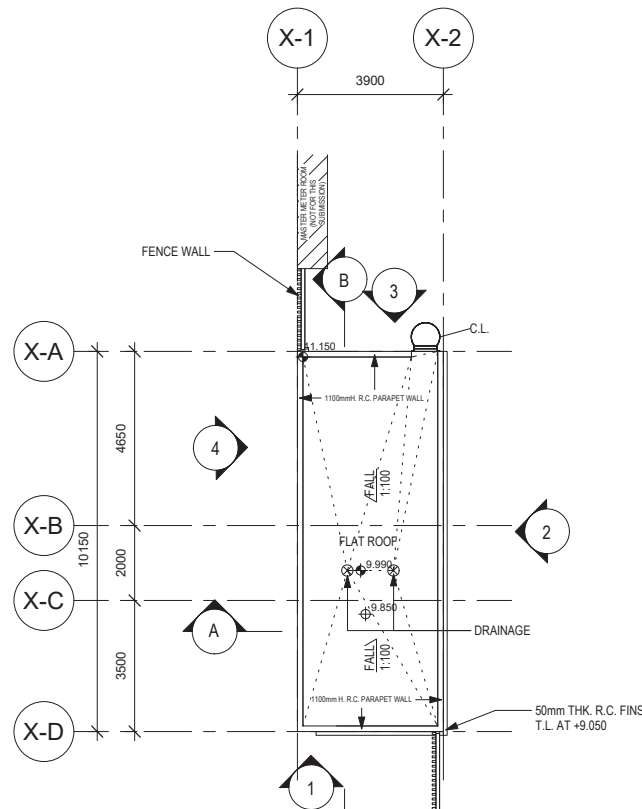 X-1
X-2
3900
MASTER METER ROOM
(NOT FOR THIS
SUBMISSION)
FENCE WALL
B
3
C.L.
X-A
11.150
1100mmH. R.C. PARAPET WALL
4650
4
FALL
1:100
X-B
10150
2
FLAT ROOF
2000
9.990
X-C
9.850
A
DRAINAGE
FALL
1:100
3500
1100mm H. R.C. PARAPET WALL
50mm THK. R.C. FINS
T.L. AT +9.050
X-D
1